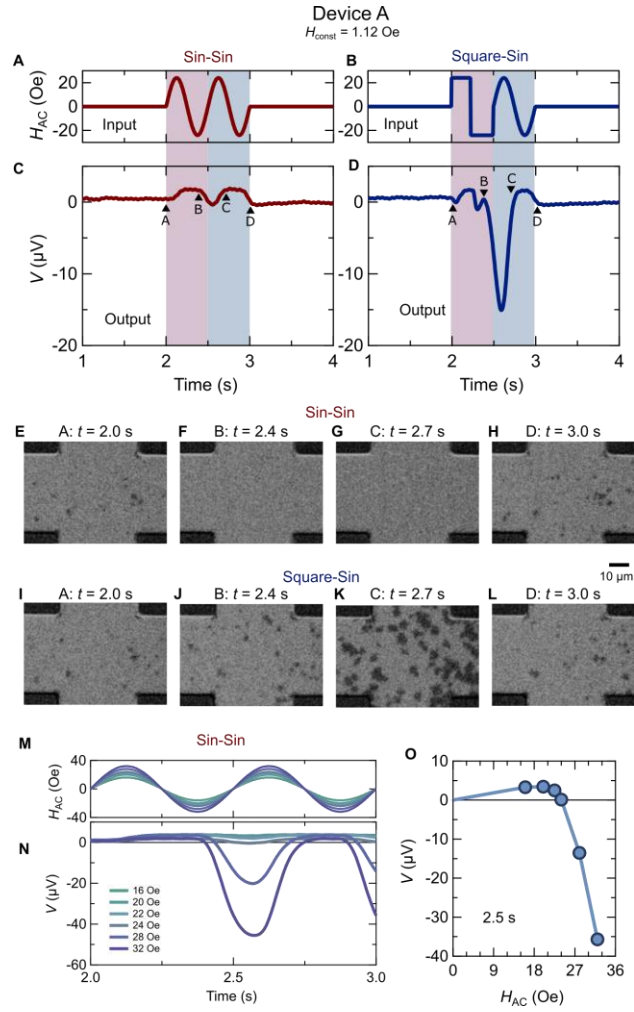 Device A
H_const = 1.12 Oe
A Sin-Sin B Square-Sin
H_AC (Oe)
20
0
-20
Input
Input
C D
V (µV)
0
-10
-20
A B C D
A B C D
Output
Output
1 2 3 4
1 2 3 4
Time (s) Time (s)
Sin-Sin
E A: t = 2.0 s F B: t = 2.4 s G C: t = 2.7 s H D: t = 3.0 s
Square-Sin
10 µm
I A: t = 2.0 s J B: t = 2.4 s K C: t = 2.7 s L D: t = 3.0 s
M Sin-Sin
H_AC (Oe)
40
0
-40
N
V (µV)
0
-20
-40
-60
16 Oe
20 Oe
22 Oe
24 Oe
28 Oe
32 Oe
2.0 2.5 3.0
Time (s)
O
V (µV)
10
5
0
-10
-20
-30
-40
2.5 s
0 9 18 27 36
H_AC (Oe)